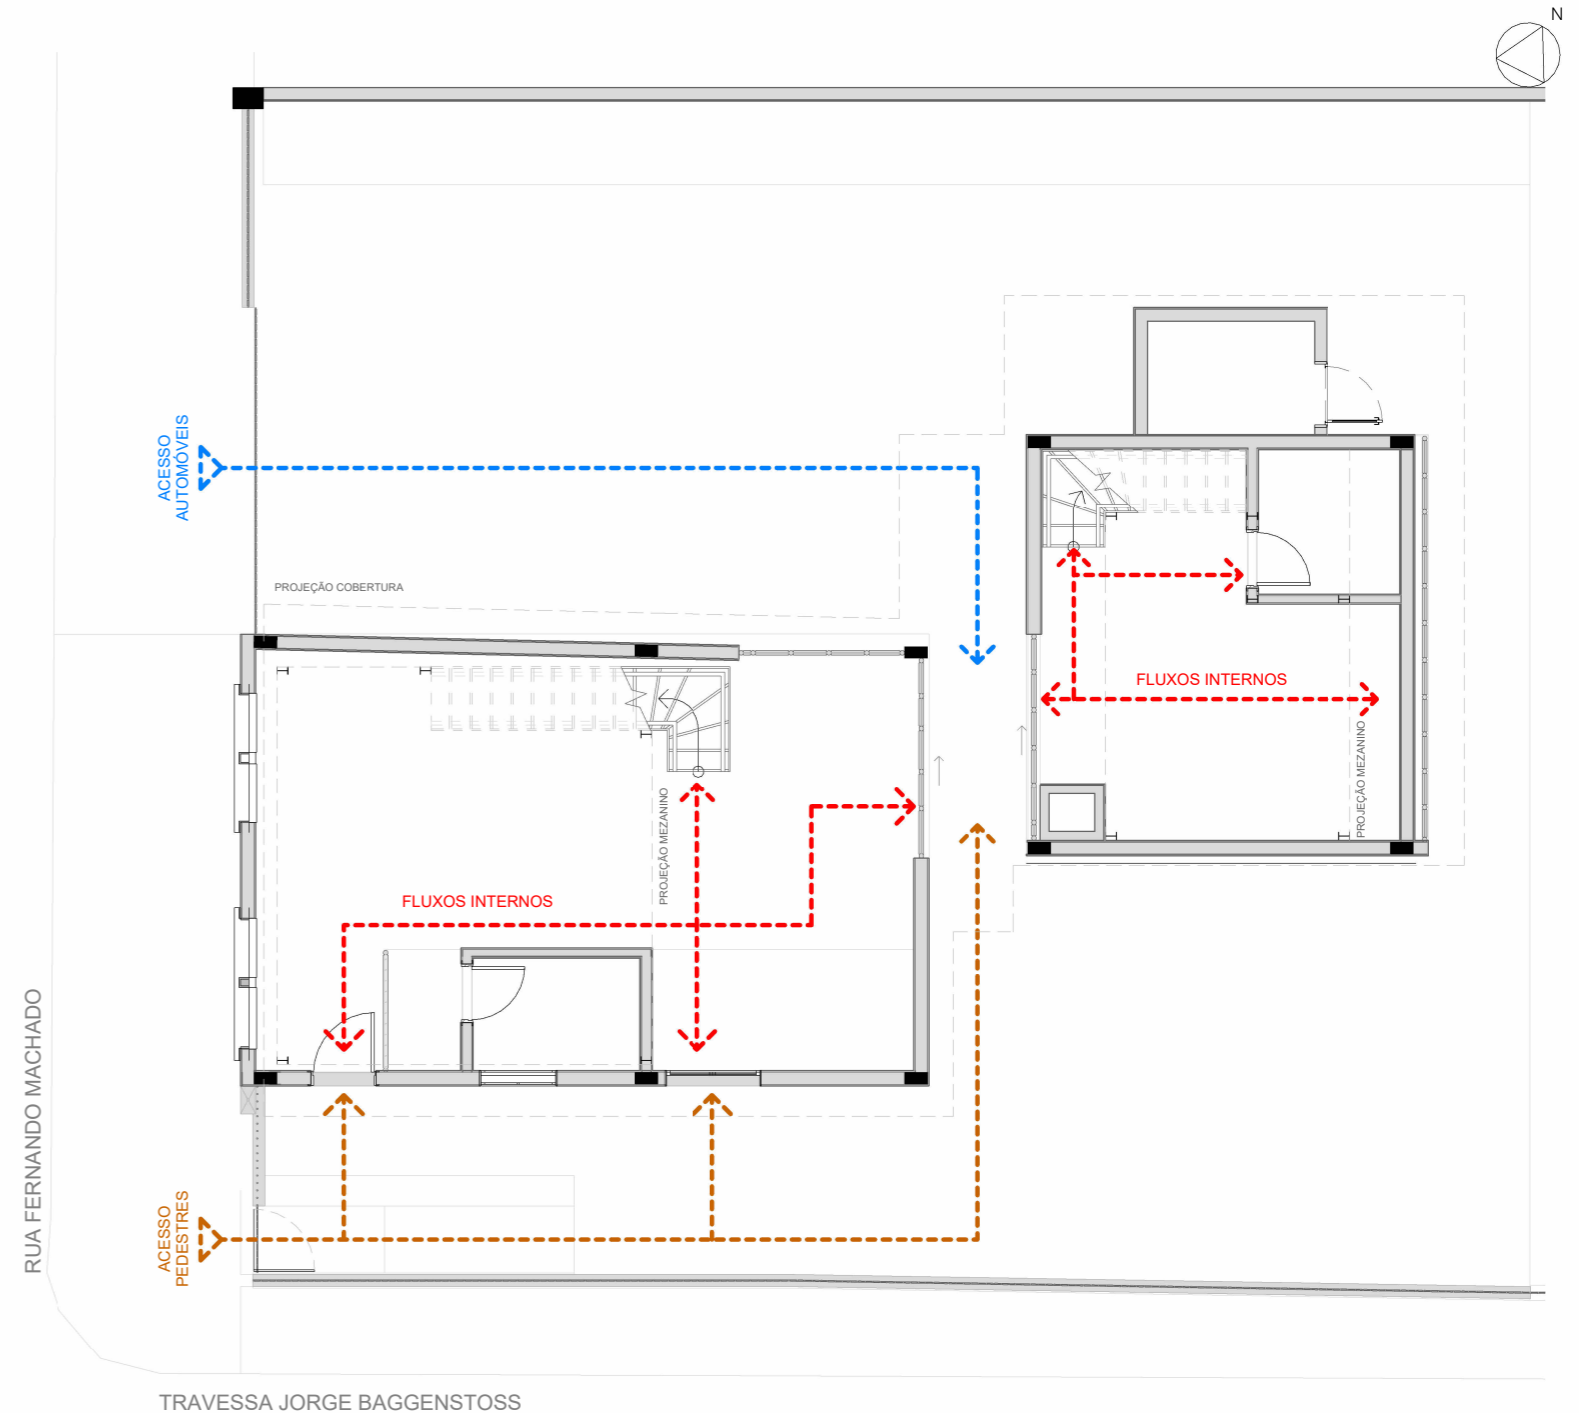 N
ACESSO
AUTOMÓVEIS
PROJEÇÃO COBERTURA
FLUXOS INTERNOS
PROJEÇÃO MEZANINO
PROJEÇÃO MEZANINO
FLUXOS INTERNOS
RUA FERNANDO MACHADO
ACESSO
PEDESTRES
TRAVESSA JORGE BAGGENSTOSS